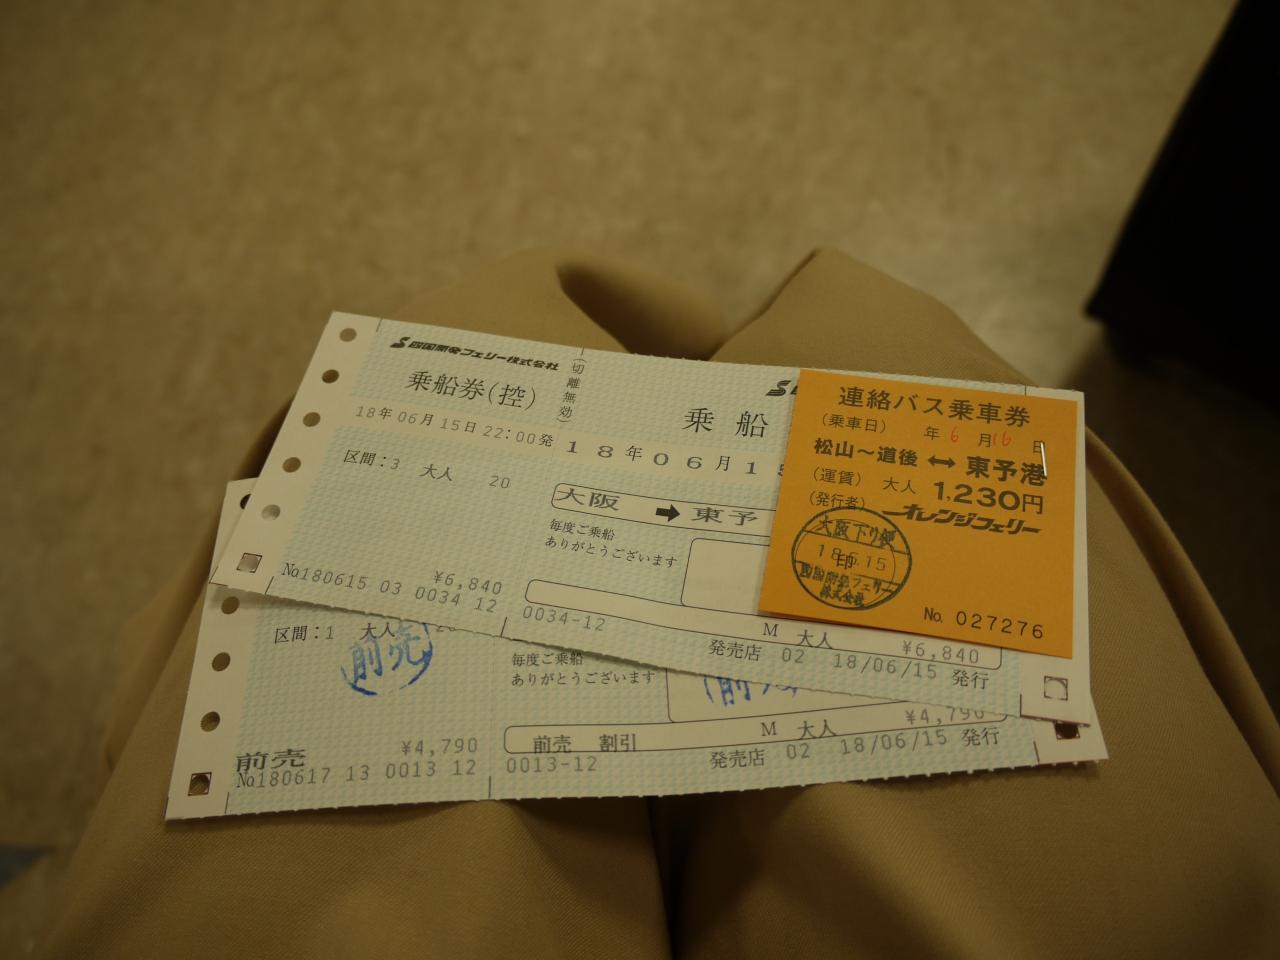 四国開発フェリー株式会社
乗船券(控)
(切離無効)
18年06月15日22:00発
区間:3 大人 20
¥6,840
No180615 03 0034 12
乗船
18年06月15
大阪 ➡ 東予
毎度ご乗船
ありがとうございます
0034-12
M 大人 ¥6,840
発売店 02 18/06/15 発行
連絡バス乗車券
(乗車日) 年6月16日
松山〜道後 ↔ 東予港
(運賃) 大人 1,230円
(発行者) オレンジフェリー
大阪下り便
18.6.15
印
四国開発フェリー
株式会社
No. 027276
区間:1 大人
前売
前売
¥4,790
No180617 13 0013 12
毎度ご乗船
ありがとうございます
前売 割引
M 大人 ¥4,790
0013-12
発売店 02 18/06/15 発行